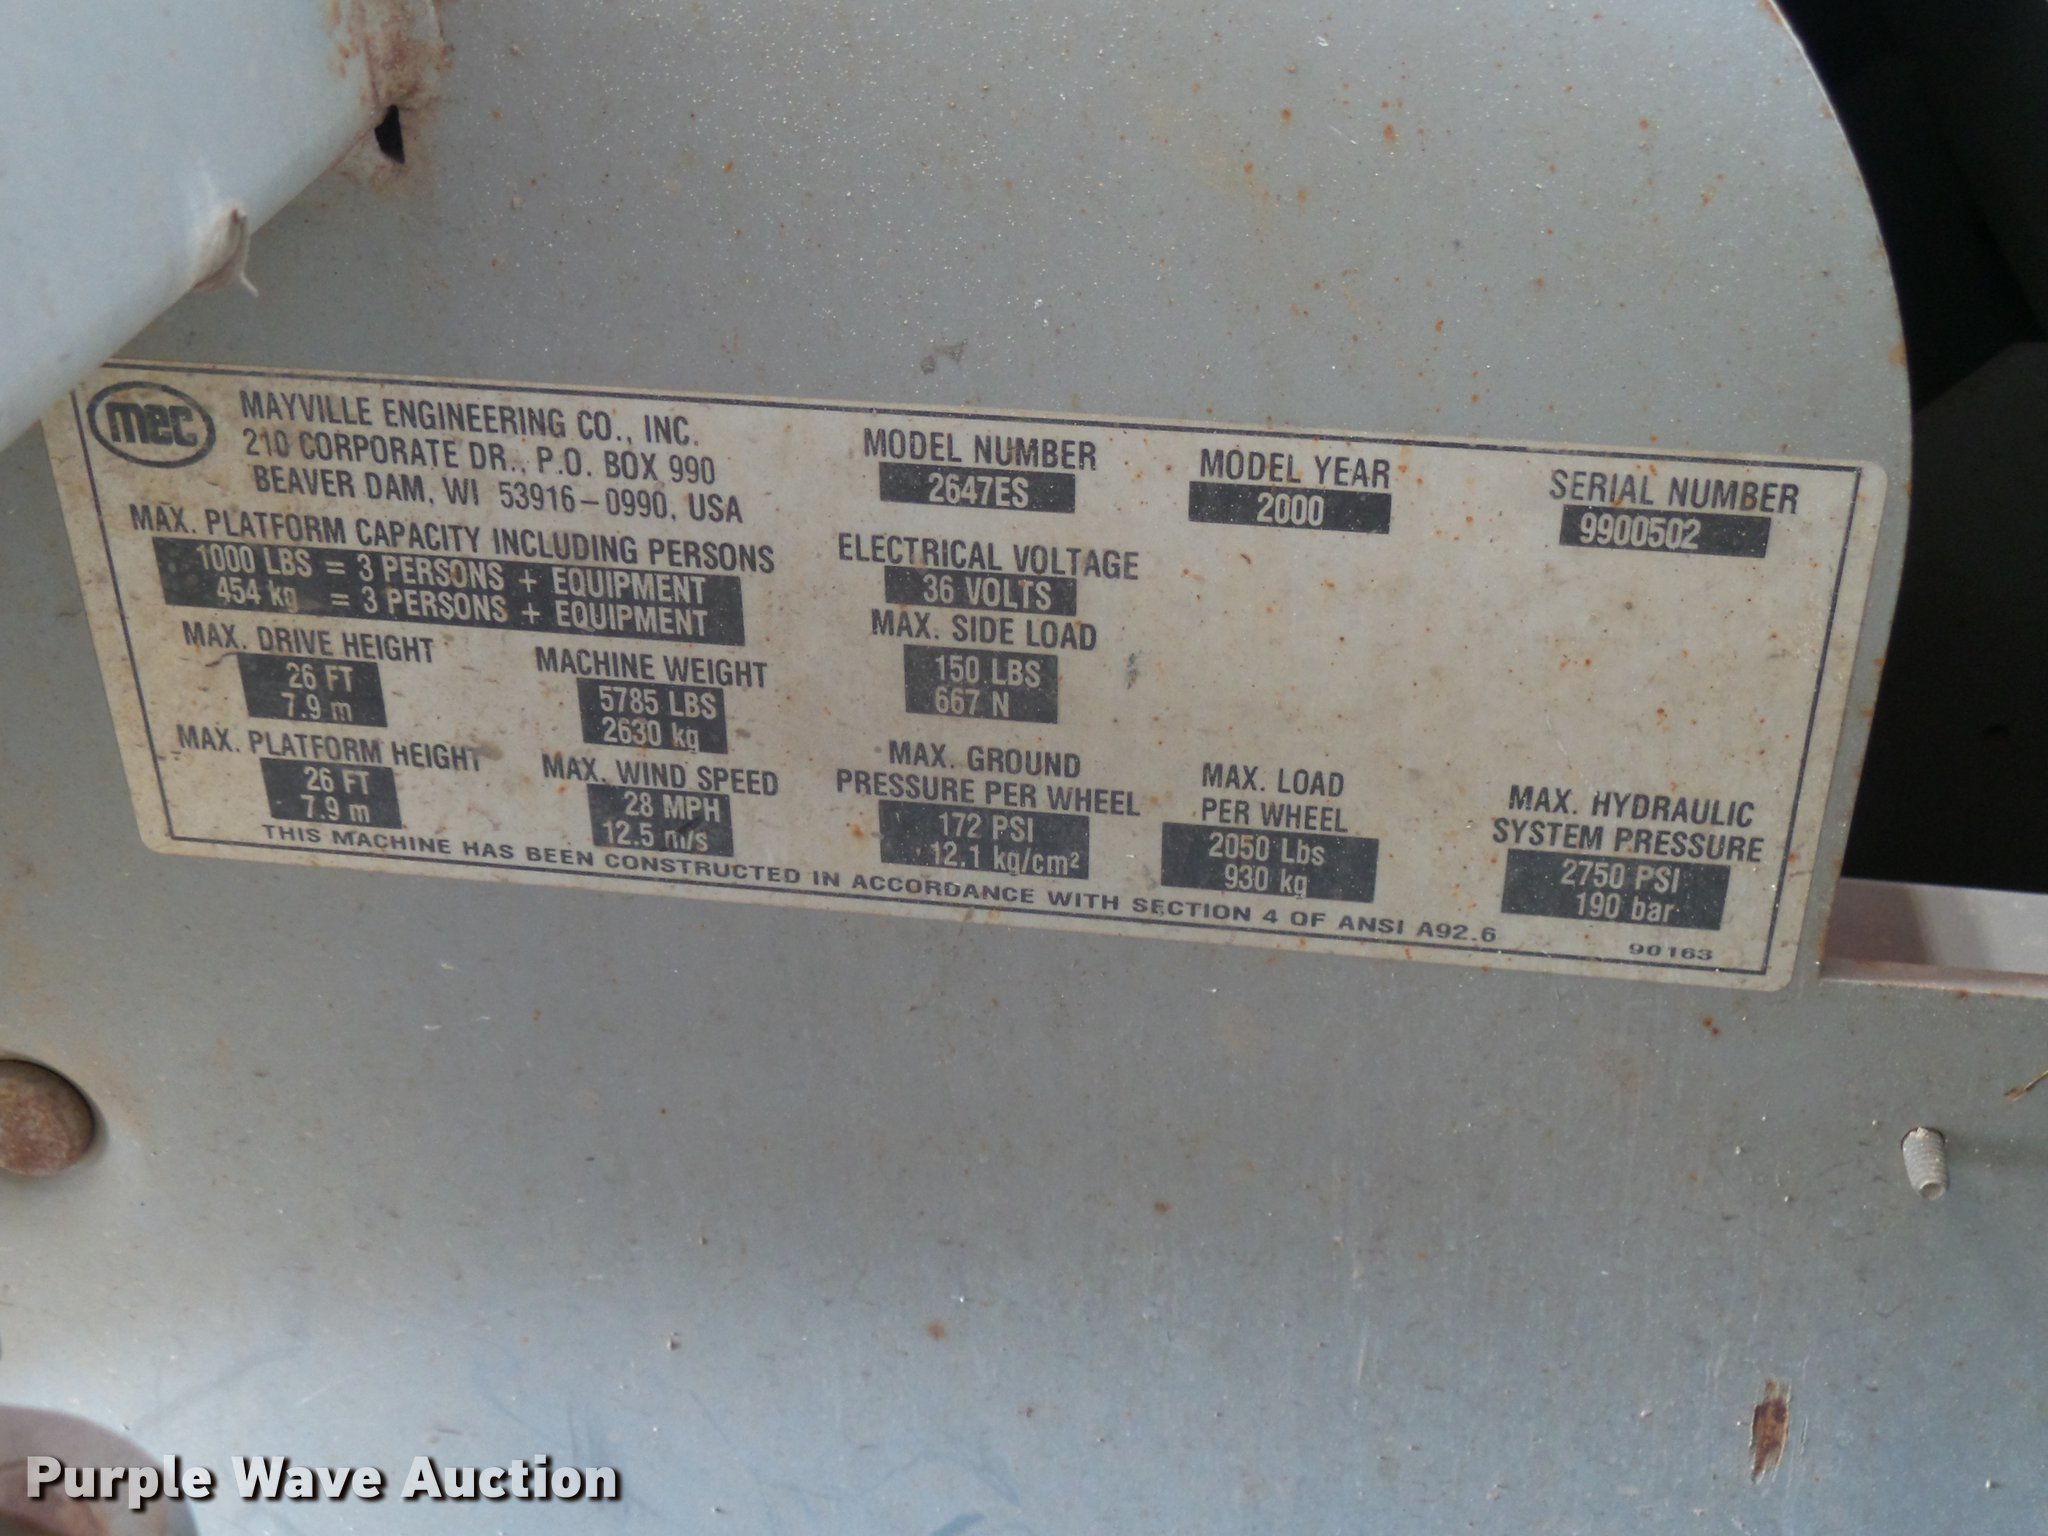 mec
MAYVILLE ENGINEERING CO., INC.
210 CORPORATE DR., P.O. BOX 990
BEAVER DAM, WI 53916-0990, USA
MODEL NUMBER
2647ES
MODEL YEAR
2000
SERIAL NUMBER
9900502
MAX. PLATFORM CAPACITY INCLUDING PERSONS
1000 LBS = 3 PERSONS + EQUIPMENT
454 kg = 3 PERSONS + EQUIPMENT
ELECTRICAL VOLTAGE
36 VOLTS
MAX. DRIVE HEIGHT
26 FT
7.9 m
MACHINE WEIGHT
5785 LBS
2630 kg
MAX. SIDE LOAD
150 LBS
667 N
MAX. PLATFORM HEIGHT
26 FT
7.9 m
MAX. WIND SPEED
28 MPH
12.5 m/s
MAX. GROUND
PRESSURE PER WHEEL
172 PSI
12.1 kg/cm²
MAX. LOAD
PER WHEEL
2050 Lbs
930 kg
MAX. HYDRAULIC
SYSTEM PRESSURE
2750 PSI
190 bar
THIS MACHINE HAS BEEN CONSTRUCTED IN ACCORDANCE WITH SECTION 4 OF ANSI A92.6
90163
Purple Wave Auction